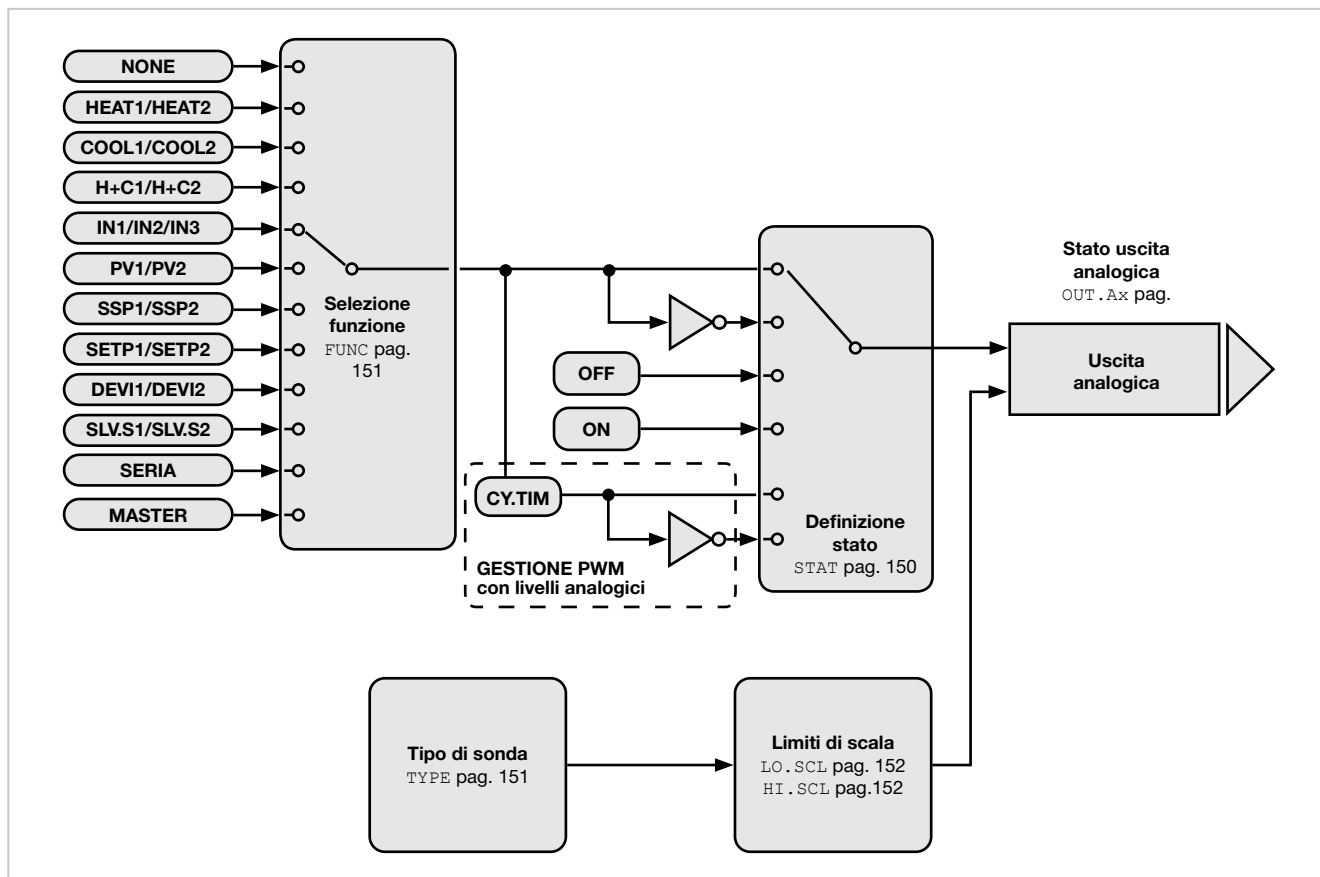 NONE
HEAT1/HEAT2
COOL1/COOL2
H+C1/H+C2
IN1/IN2/IN3
PV1/PV2
SSP1/SSP2
SETP1/SETP2
DEVI1/DEVI2
SLV.S1/SLV.S2
SERIA
MASTER
Selezione
funzione
FUNC pag.
151
OFF
ON
CY.TIM
GESTIONE PWM
con livelli analogici
Definizione
stato
STAT pag. 150
Stato uscita
analogica
OUT.Ax pag.
Uscita
analogica
Tipo di sonda
TYPE pag. 151
Limiti di scala
LO.SCL pag. 152
HI.SCL pag.152